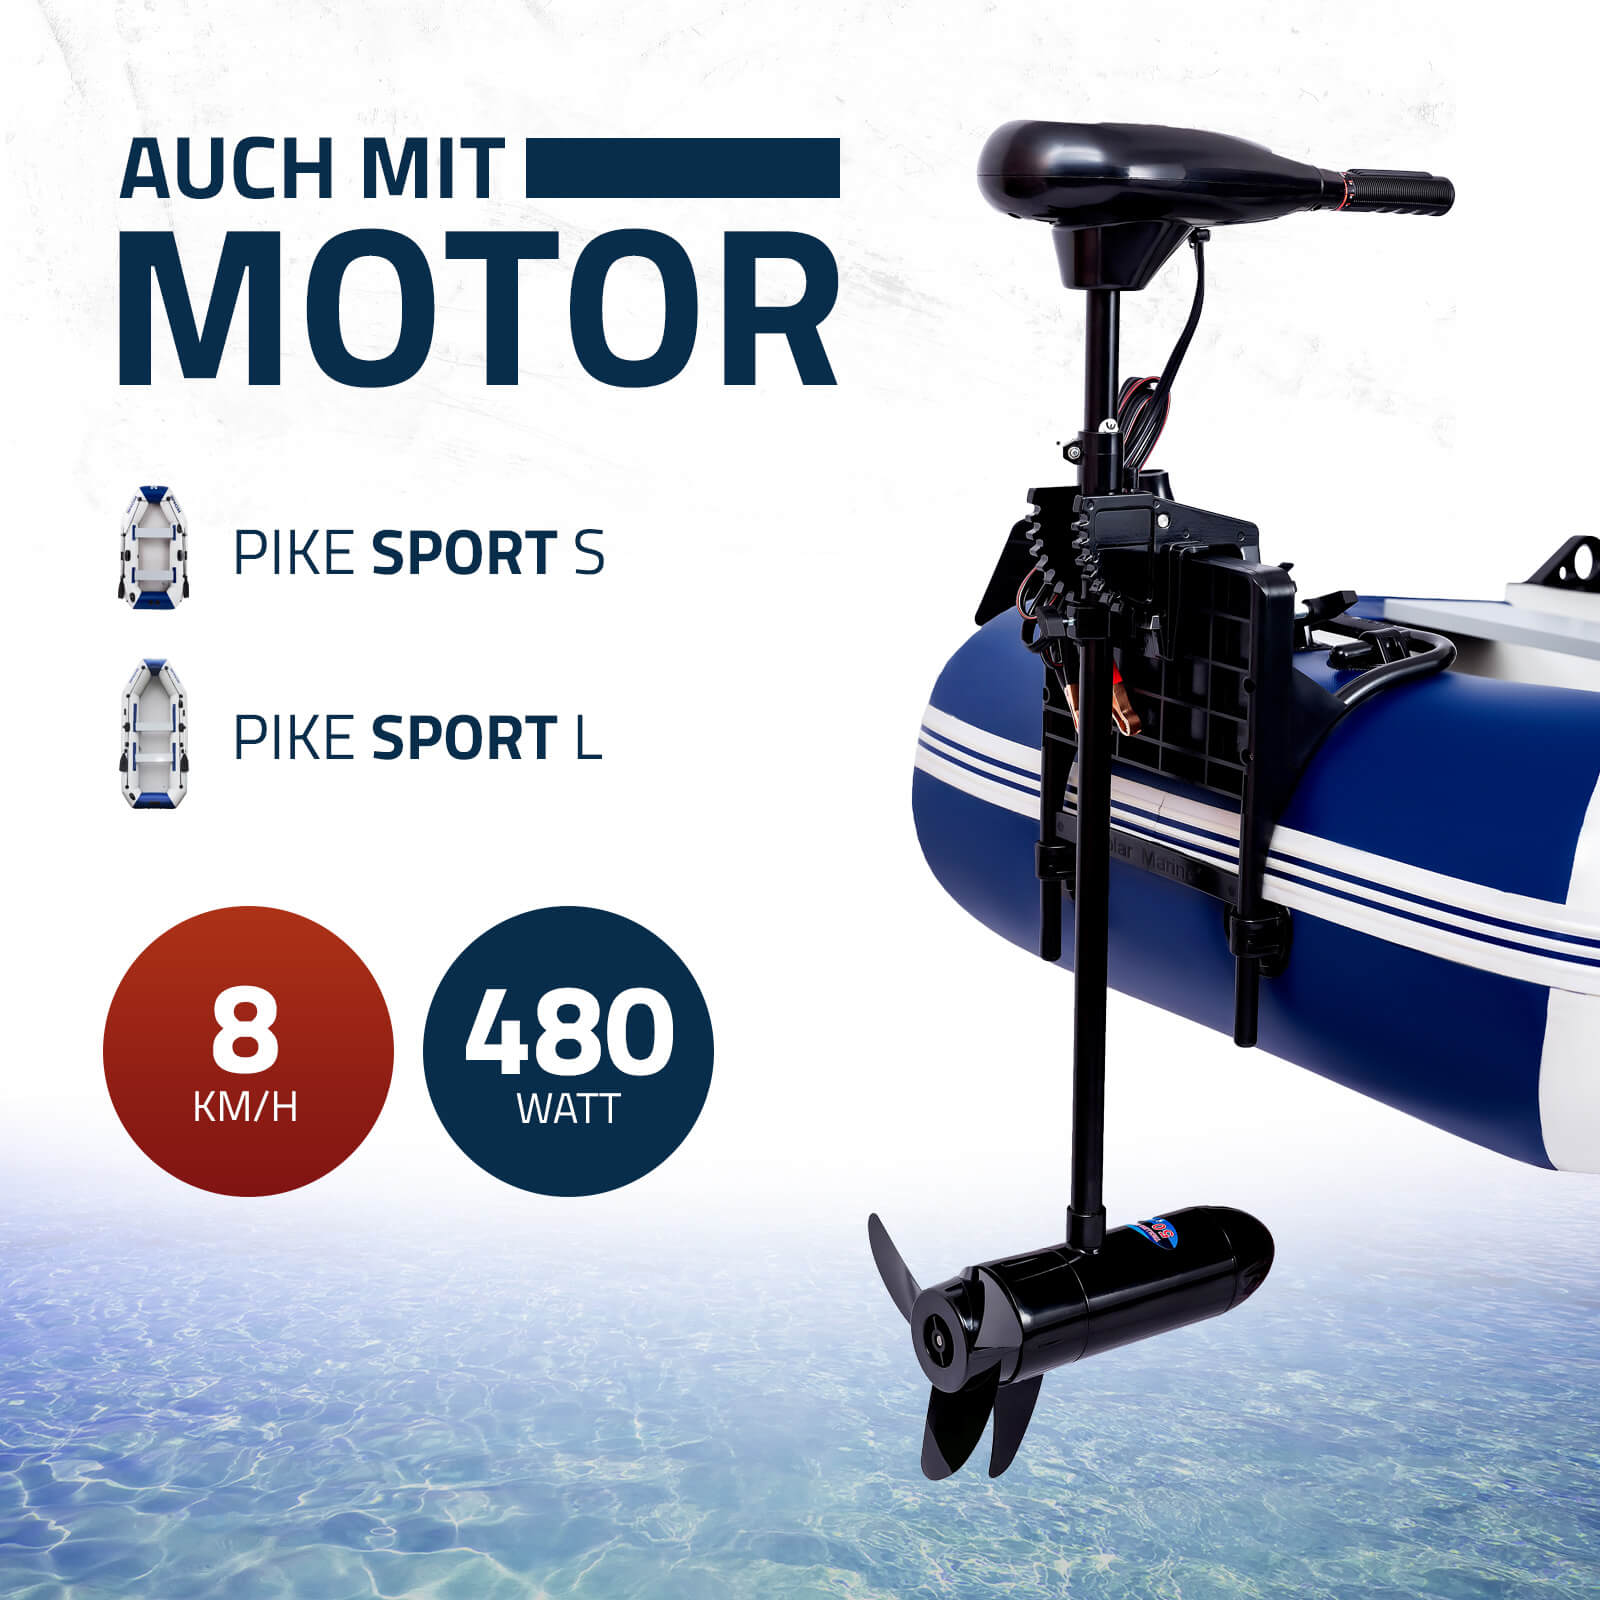 AUCH MIT
MOTOR
PIKE SPORT S
PIKE SPORT L
8
KM/H
480
WATT